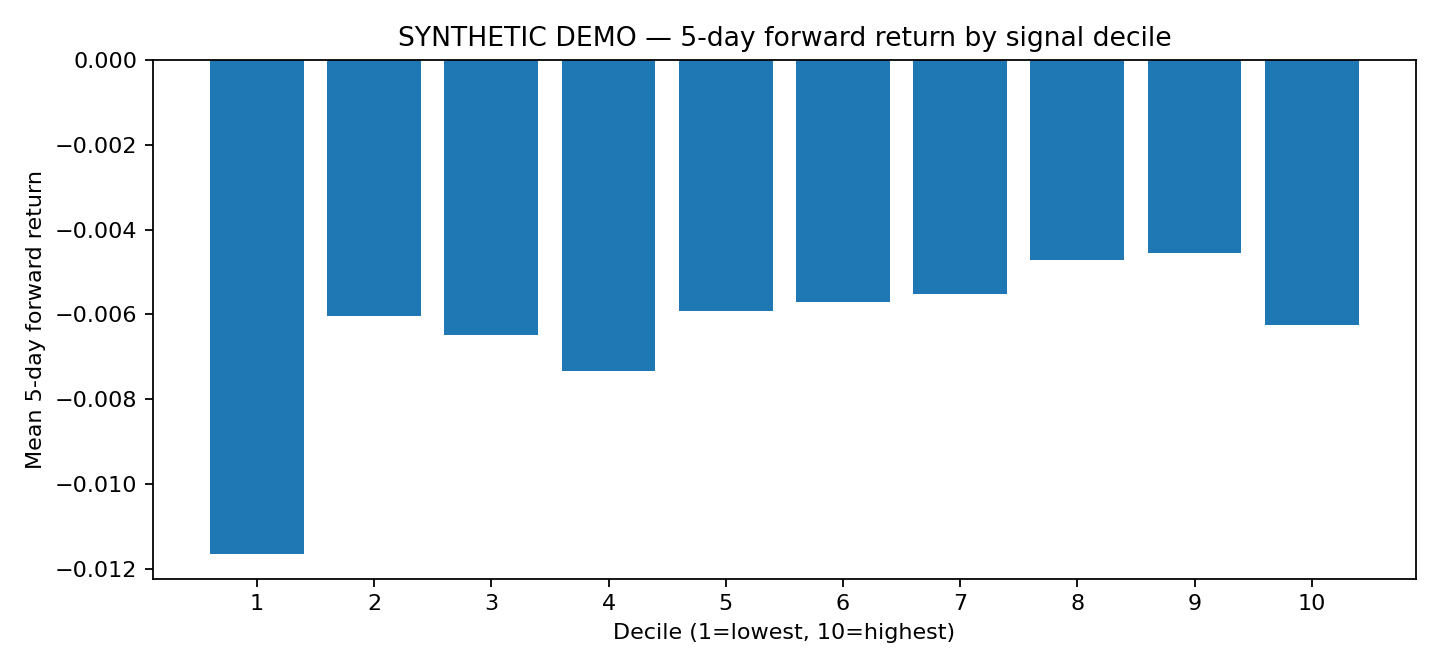 SYNTHETIC DEMO — 5-day forward return by signal decile
0.000
−0.002
−0.004
−0.006
−0.008
−0.010
−0.012
Mean 5-day forward return
1 2 3 4 5 6 7 8 9 10
Decile (1=lowest, 10=highest)